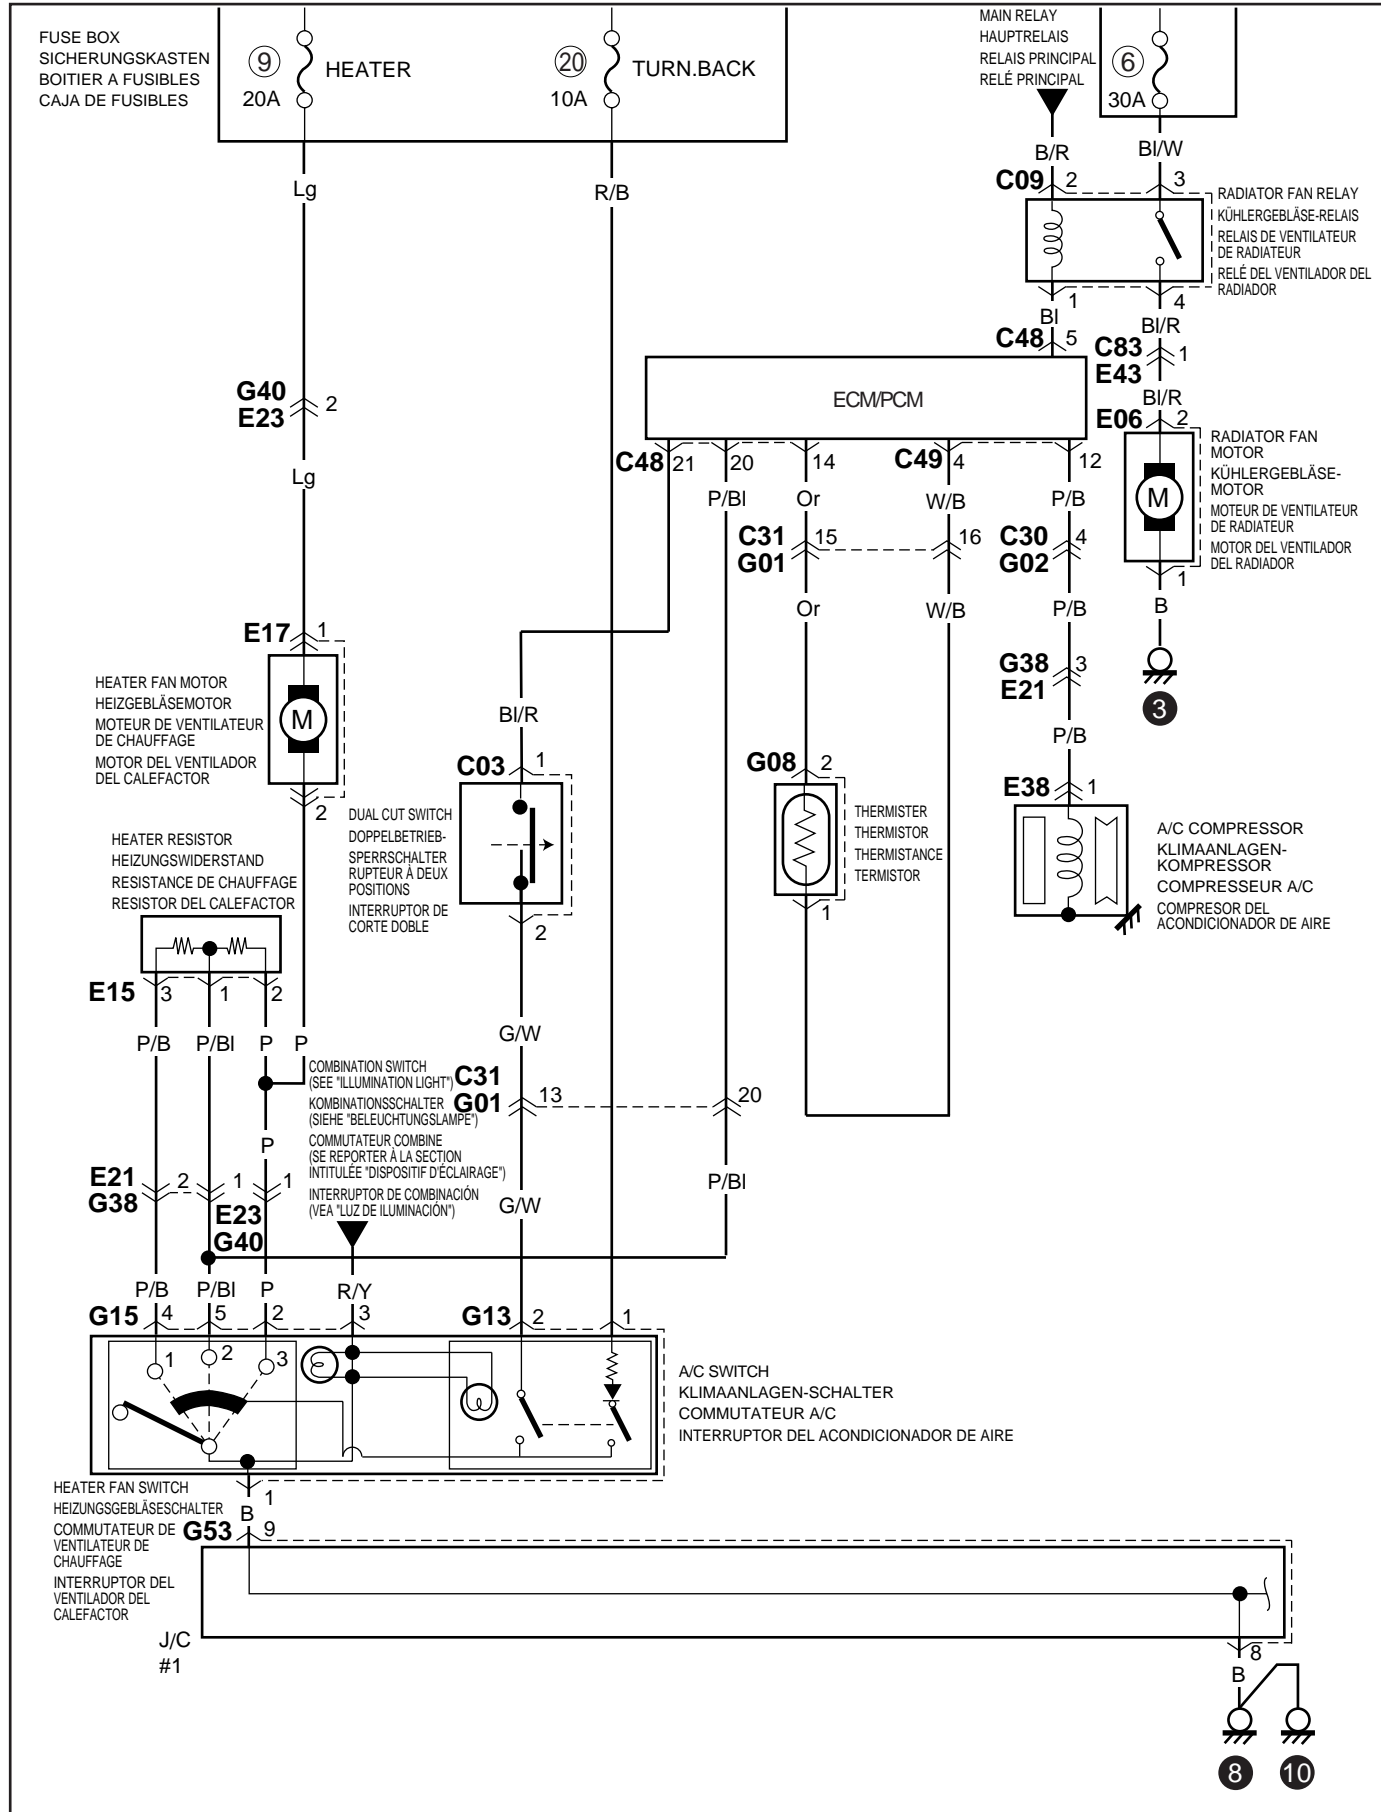 FUSE BOX
SICHERUNGSKASTEN
BOITIER A FUSIBLES
CAJA DE FUSIBLES
9
20A
HEATER
20
10A
TURN.BACK
MAIN RELAY
HAUPTRELAIS
RELAIS PRINCIPAL
RELÉ PRINCIPAL
6
30A
Lg
R/B
B/R
Bl/W
C09 2
3
RADIATOR FAN RELAY
KÜHLERGEBLÄSE-RELAIS
RELAIS DE VENTILATEUR
DE RADIATEUR
RELÉ DEL VENTILADOR DEL
RADIADOR
1
4
Bl
Bl/R
C48 5
C83
E43
1
Bl/R
ECM/PCM
G40
E23
2
E06 2
RADIATOR FAN
MOTOR
KÜHLERGEBLÄSE-
MOTOR
MOTEUR DE VENTILATEUR
DE RADIATEUR
MOTOR DEL VENTILADOR
DEL RADIADOR
M
1
B
3
C48 21
20
14
C49 4
12
Lg
P/Bl
Or
W/B
P/B
C31
G01
15
16
C30
G02
4
Or
W/B
P/B
E17 1
G38
E21
3
HEATER FAN MOTOR
HEIZGEBLÄSEMOTOR
MOTEUR DE VENTILATEUR
DE CHAUFFAGE
MOTOR DEL VENTILADOR
DEL CALEFACTOR
M
2
Bl/R
P/B
C03 1
DUAL CUT SWITCH
DOPPELBETRIEB-
SPERRSCHALTER
RUPTEUR À DEUX
POSITIONS
INTERRUPTOR DE
CORTE DOBLE
2
G08 2
THERMISTER
THERMISTOR
THERMISTANCE
TERMISTOR
1
E38 1
A/C COMPRESSOR
KLIMAANLAGEN-
KOMPRESSOR
COMPRESSEUR A/C
COMPRESOR DEL
ACONDICIONADOR DE AIRE
HEATER RESISTOR
HEIZUNGSWIDERSTAND
RESISTANCE DE CHAUFFAGE
RESISTOR DEL CALEFACTOR
E15 3
1
2
P/B
P/Bl
P
P
G/W
COMBINATION SWITCH
(SEE "ILLUMINATION LIGHT")
KOMBINATIONSSCHALTER
(SIEHE "BELEUCHTUNGSLAMPE")
COMMUTATEUR COMBINE
(SE REPORTER À LA SECTION
INTITULÉE "DISPOSITIF D'ÉCLAIRAGE")
INTERRUPTOR DE COMBINACIÓN
(VEA "LUZ DE ILUMINACIÓN")
C31
G01
13
20
P
E21
G38
2
1
1
E23
G40
G/W
P/Bl
P/B
P/Bl
P
R/Y
G15 4
5
2
3
G13 2
1
1
2
3
A/C SWITCH
KLIMAANLAGEN-SCHALTER
COMMUTATEUR A/C
INTERRUPTOR DEL ACONDICIONADOR DE AIRE
HEATER FAN SWITCH
HEIZUNGSGEBLÄSESCHALTER
COMMUTATEUR DE
VENTILATEUR DE
CHAUFFAGE
INTERRUPTOR DEL
VENTILADOR DEL
CALEFACTOR
1
B
G53 9
J/C
#1
8
B
8
10